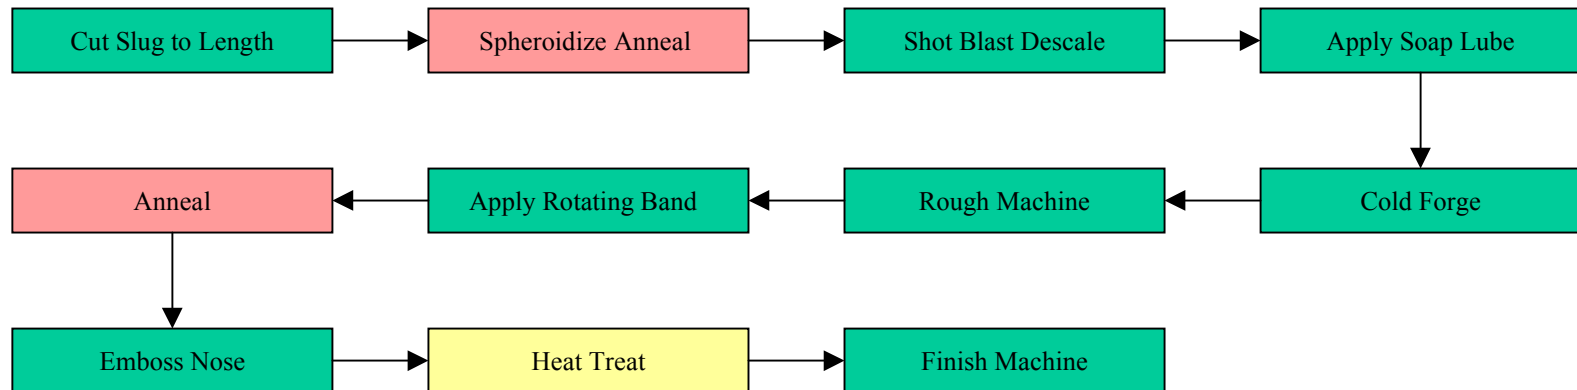 Cut Slug to Length
Spheroidize Anneal
Shot Blast Descale
Apply Soap Lube
Anneal
Apply Rotating Band
Rough Machine
Cold Forge
Emboss Nose
Heat Treat
Finish Machine